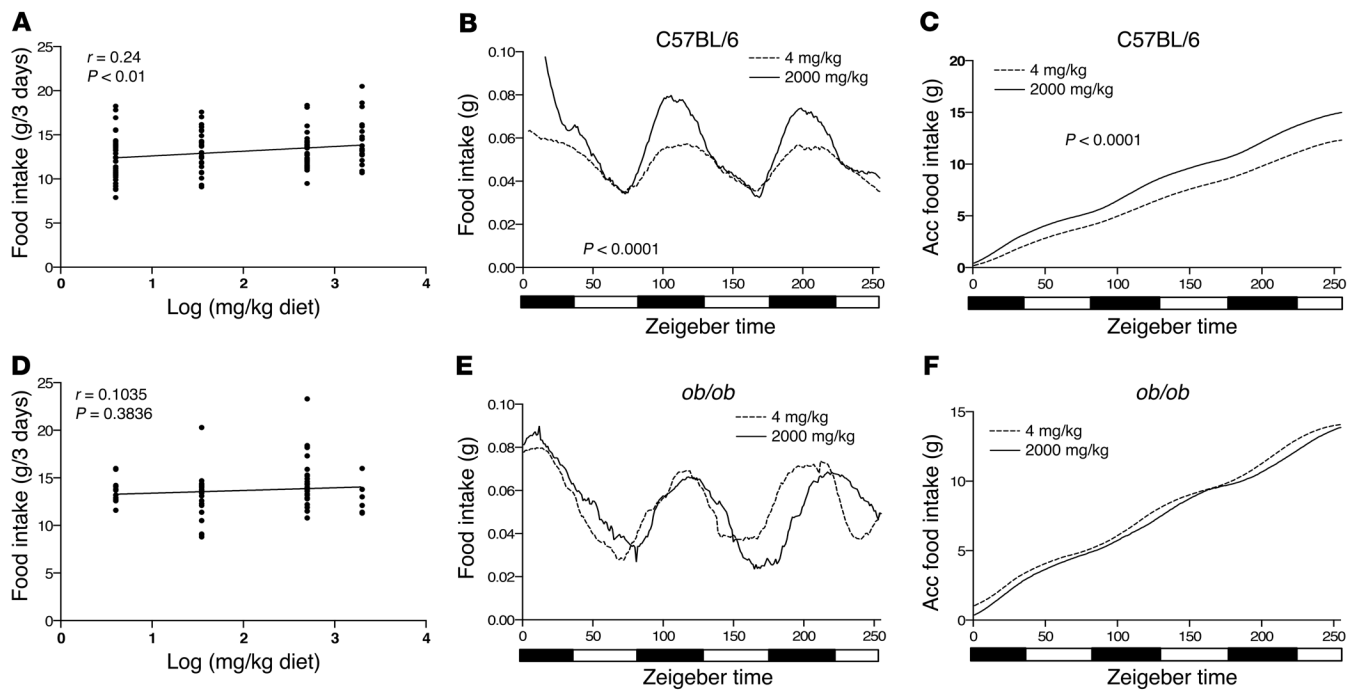 A
r = 0.24
P < 0.01
Food intake (g/3 days)
25
20
15
10
5
0
0 1 2 3 4
Log (mg/kg diet)
B
C57BL/6
4 mg/kg
2000 mg/kg
Food intake (g)
0.10
0.08
0.06
0.04
0.02
0.00
P < 0.0001
0 50 100 150 200 250
Zeigeber time
C
C57BL/6
4 mg/kg
2000 mg/kg
P < 0.0001
Acc food intake (g)
20
15
10
5
0
0 50 100 150 200 250
Zeigeber time
D
r = 0.1035
P = 0.3836
Food intake (g/3 days)
25
20
15
10
5
0
0 1 2 3 4
Log (mg/kg diet)
E
ob/ob
4 mg/kg
2000 mg/kg
Food intake (g)
0.10
0.08
0.06
0.04
0.02
0.00
0 50 100 150 200 250
Zeigeber time
F
ob/ob
4 mg/kg
2000 mg/kg
Acc food intake (g)
15
10
5
0
0 50 100 150 200 250
Zeigeber time